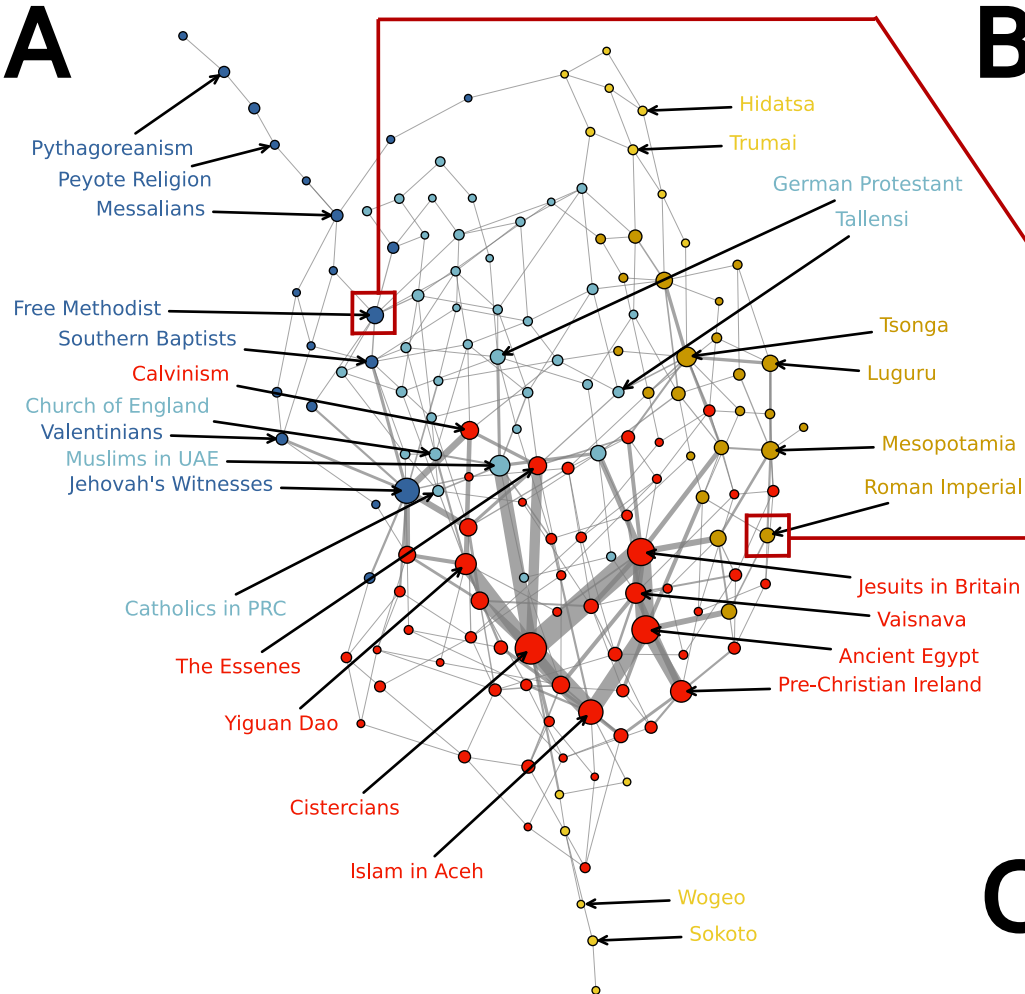 A
B
Hidatsa
Pythagoreanism
Trumai
Peyote Religion
German Protestant
Messalians
Tallensi
Free Methodist
Tsonga
Southern Baptists
Calvinism
Luguru
Church of England
Valentinians
Mesopotamia
Muslims in UAE
Jehovah's Witnesses
Roman Imperial
Jesuits in Britain
Catholics in PRC
Vaisnava
Ancient Egypt
The Essenes
Pre-Christian Ireland
Yiguan Dao
Cistercians
Islam in Aceh
C
Wogeo
Sokoto